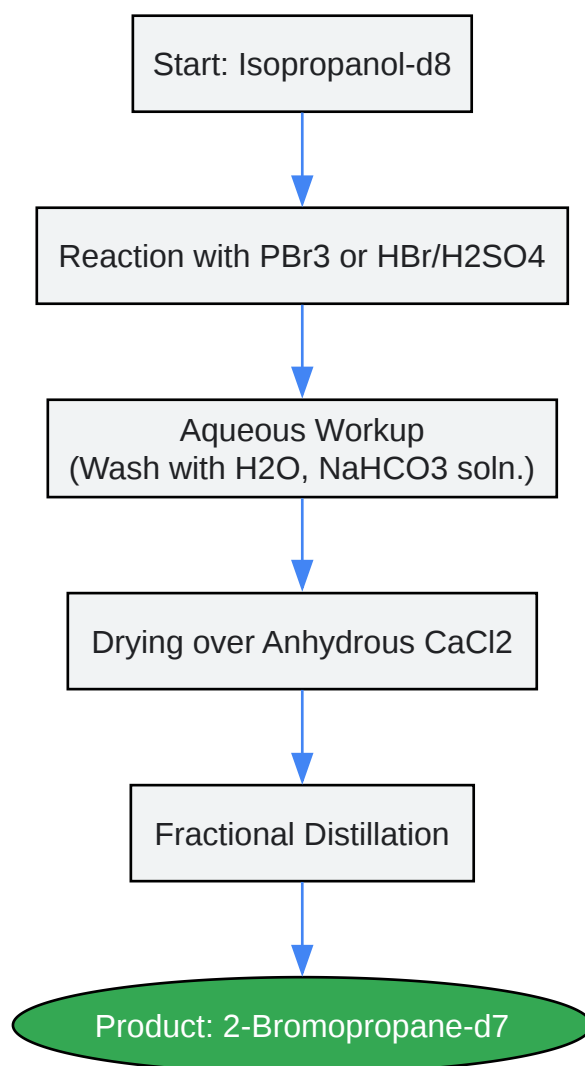 Start: Isopropanol-d8
Reaction with PBr3 or HBr/H2SO4
Aqueous Workup
(Wash with H2O, NaHCO3 soln.)
Drying over Anhydrous CaCl2
Fractional Distillation
Product: 2-Bromopropane-d7